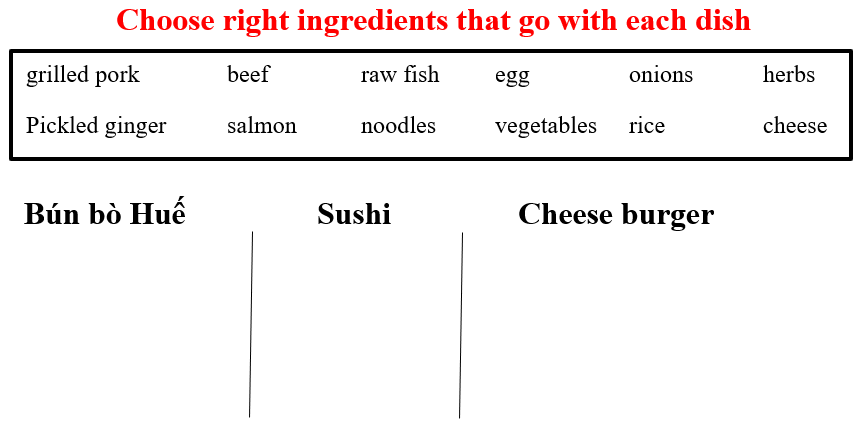 Choose right ingredients that go with each dish
grilled pork beef raw fish egg onions herbs
Pickled ginger salmon noodles vegetables rice cheese
Bún bò Huế Sushi Cheese burger